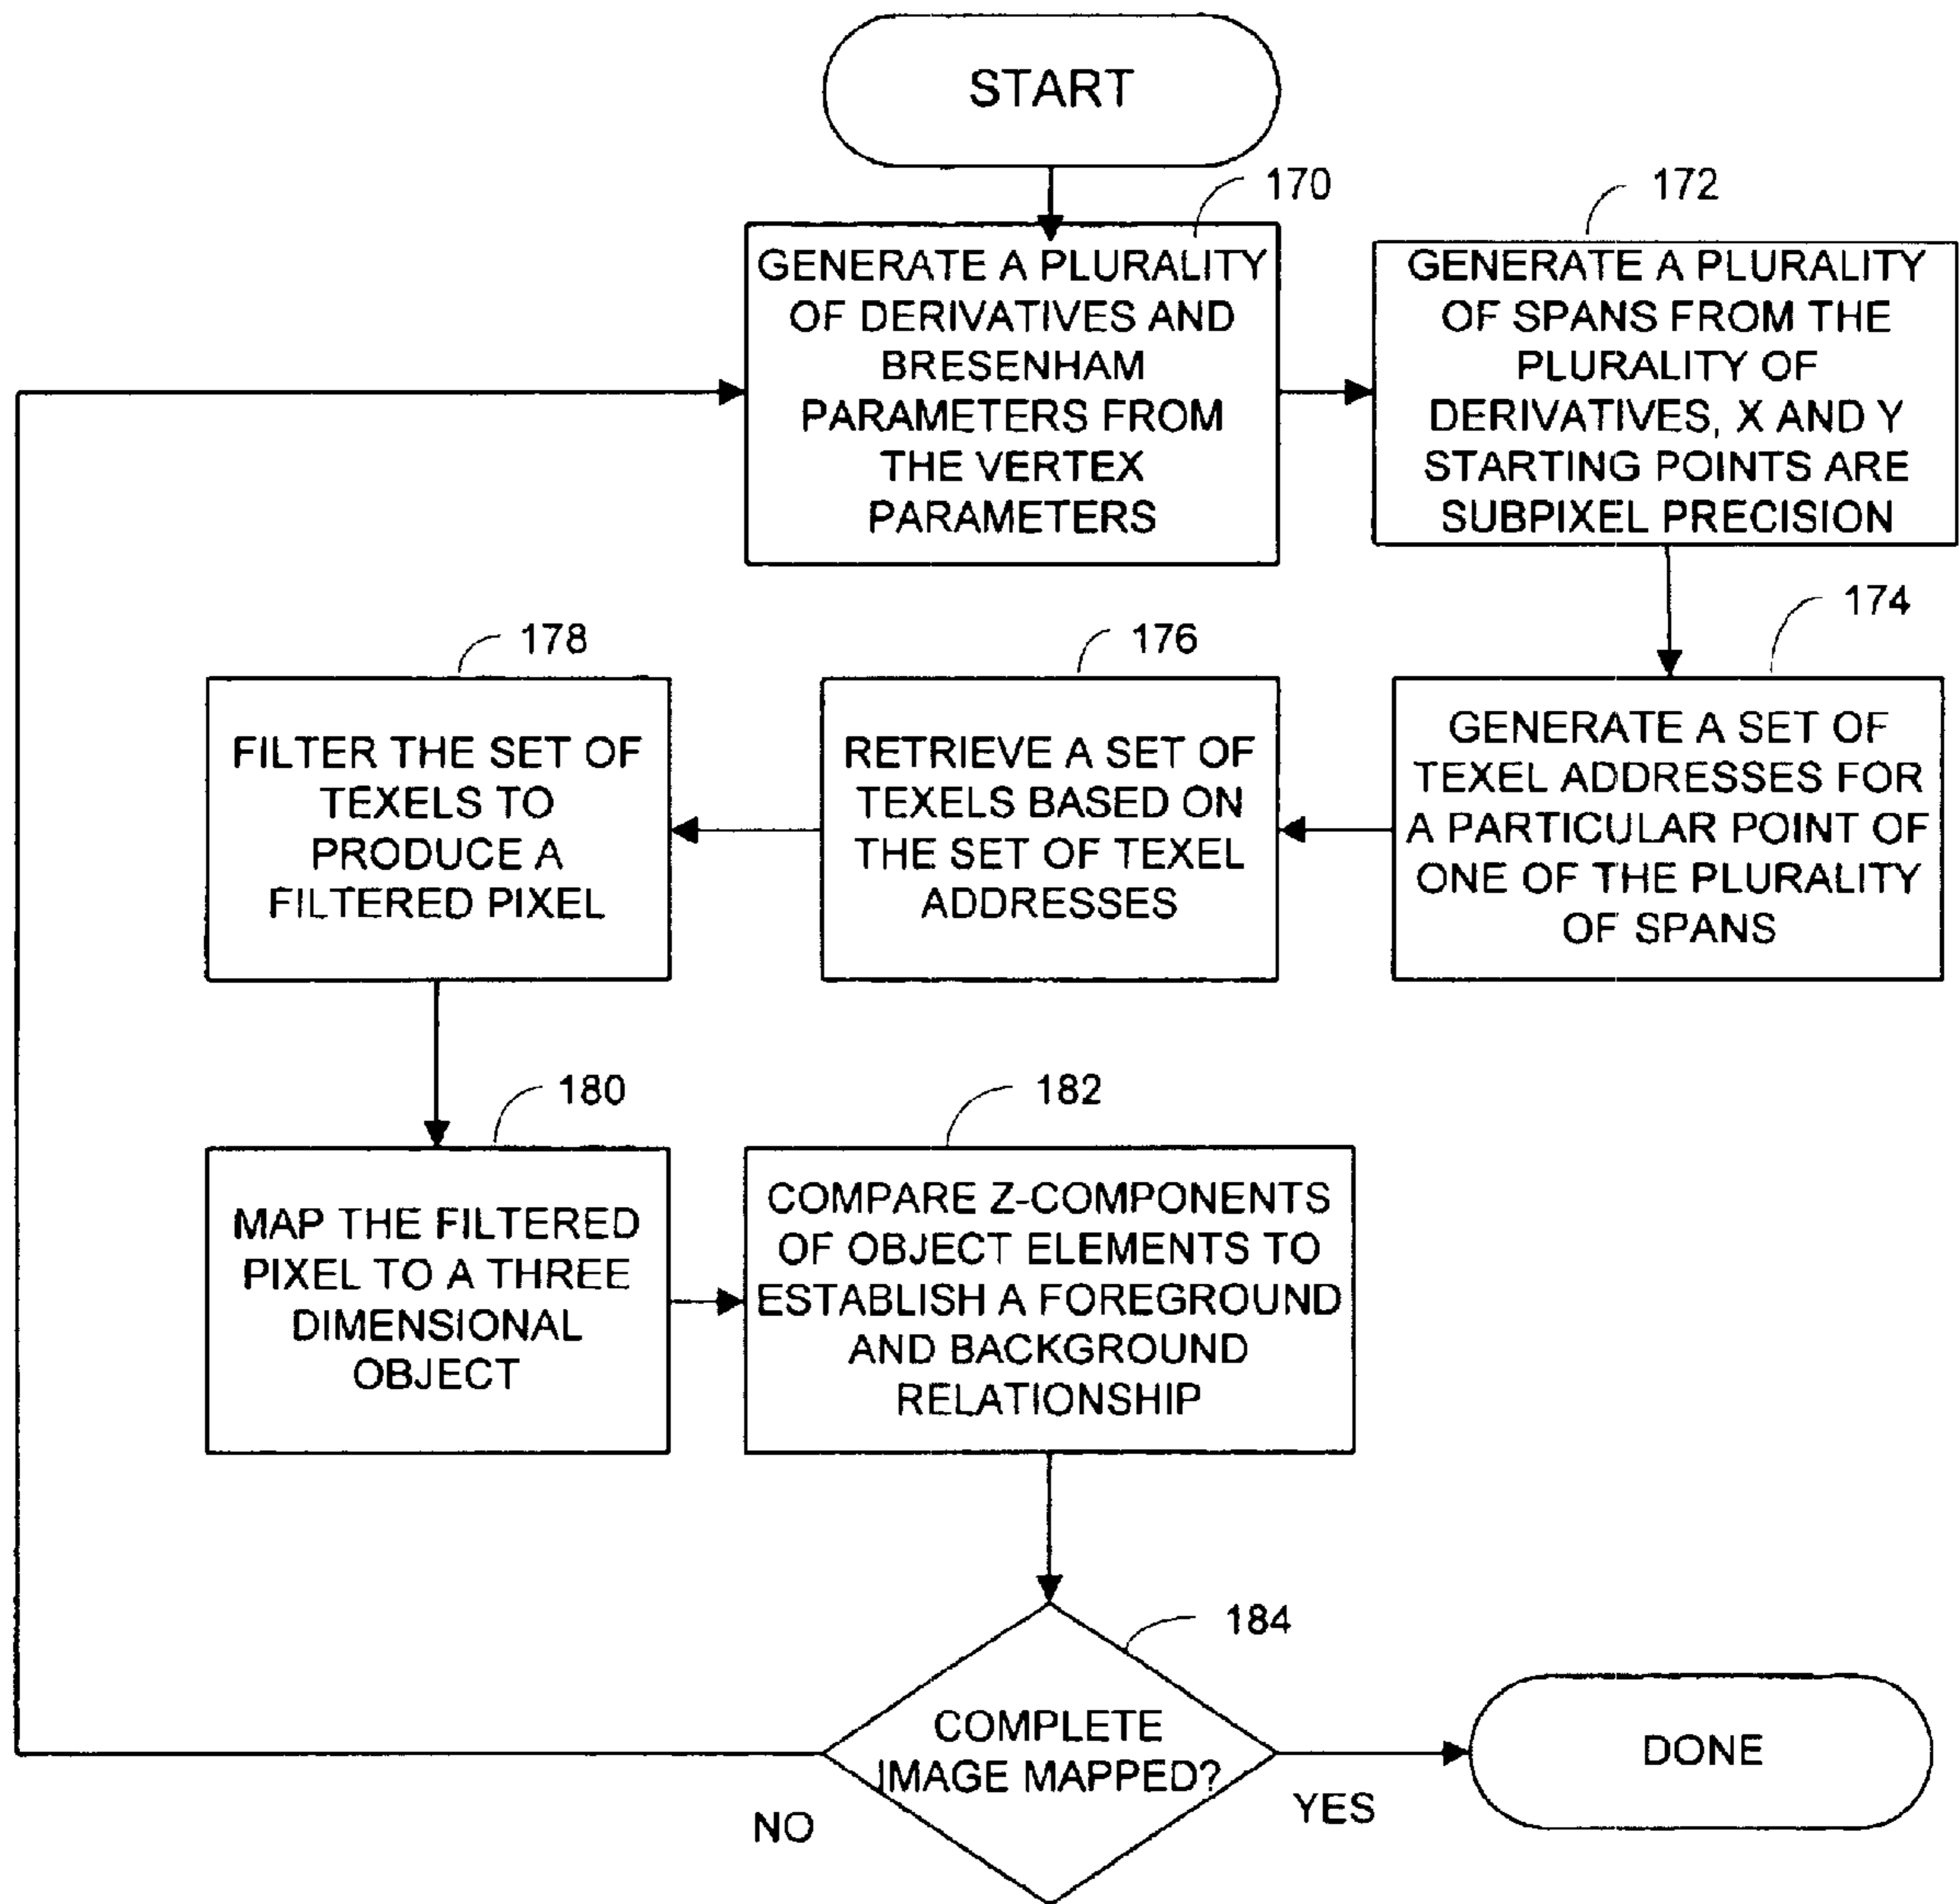 START
170
GENERATE A PLURALITY
OF DERIVATIVES AND
BRESENHAM
PARAMETERS FROM
THE VERTEX
PARAMETERS
172
GENERATE A PLURALITY
OF SPANS FROM THE
PLURALITY OF
DERIVATIVES, X AND Y
STARTING POINTS ARE
SUBPIXEL PRECISION
174
GENERATE A SET OF
TEXEL ADDRESSES FOR
A PARTICULAR POINT OF
ONE OF THE PLURALITY
OF SPANS
176
RETRIEVE A SET OF
TEXELS BASED ON
THE SET OF TEXEL
ADDRESSES
178
FILTER THE SET OF
TEXELS TO
PRODUCE A
FILTERED PIXEL
180
MAP THE FILTERED
PIXEL TO A THREE
DIMENSIONAL
OBJECT
182
COMPARE Z-COMPONENTS
OF OBJECT ELEMENTS TO
ESTABLISH A FOREGROUND
AND BACKGROUND
RELATIONSHIP
184
COMPLETE
IMAGE MAPPED?
NO
YES
DONE